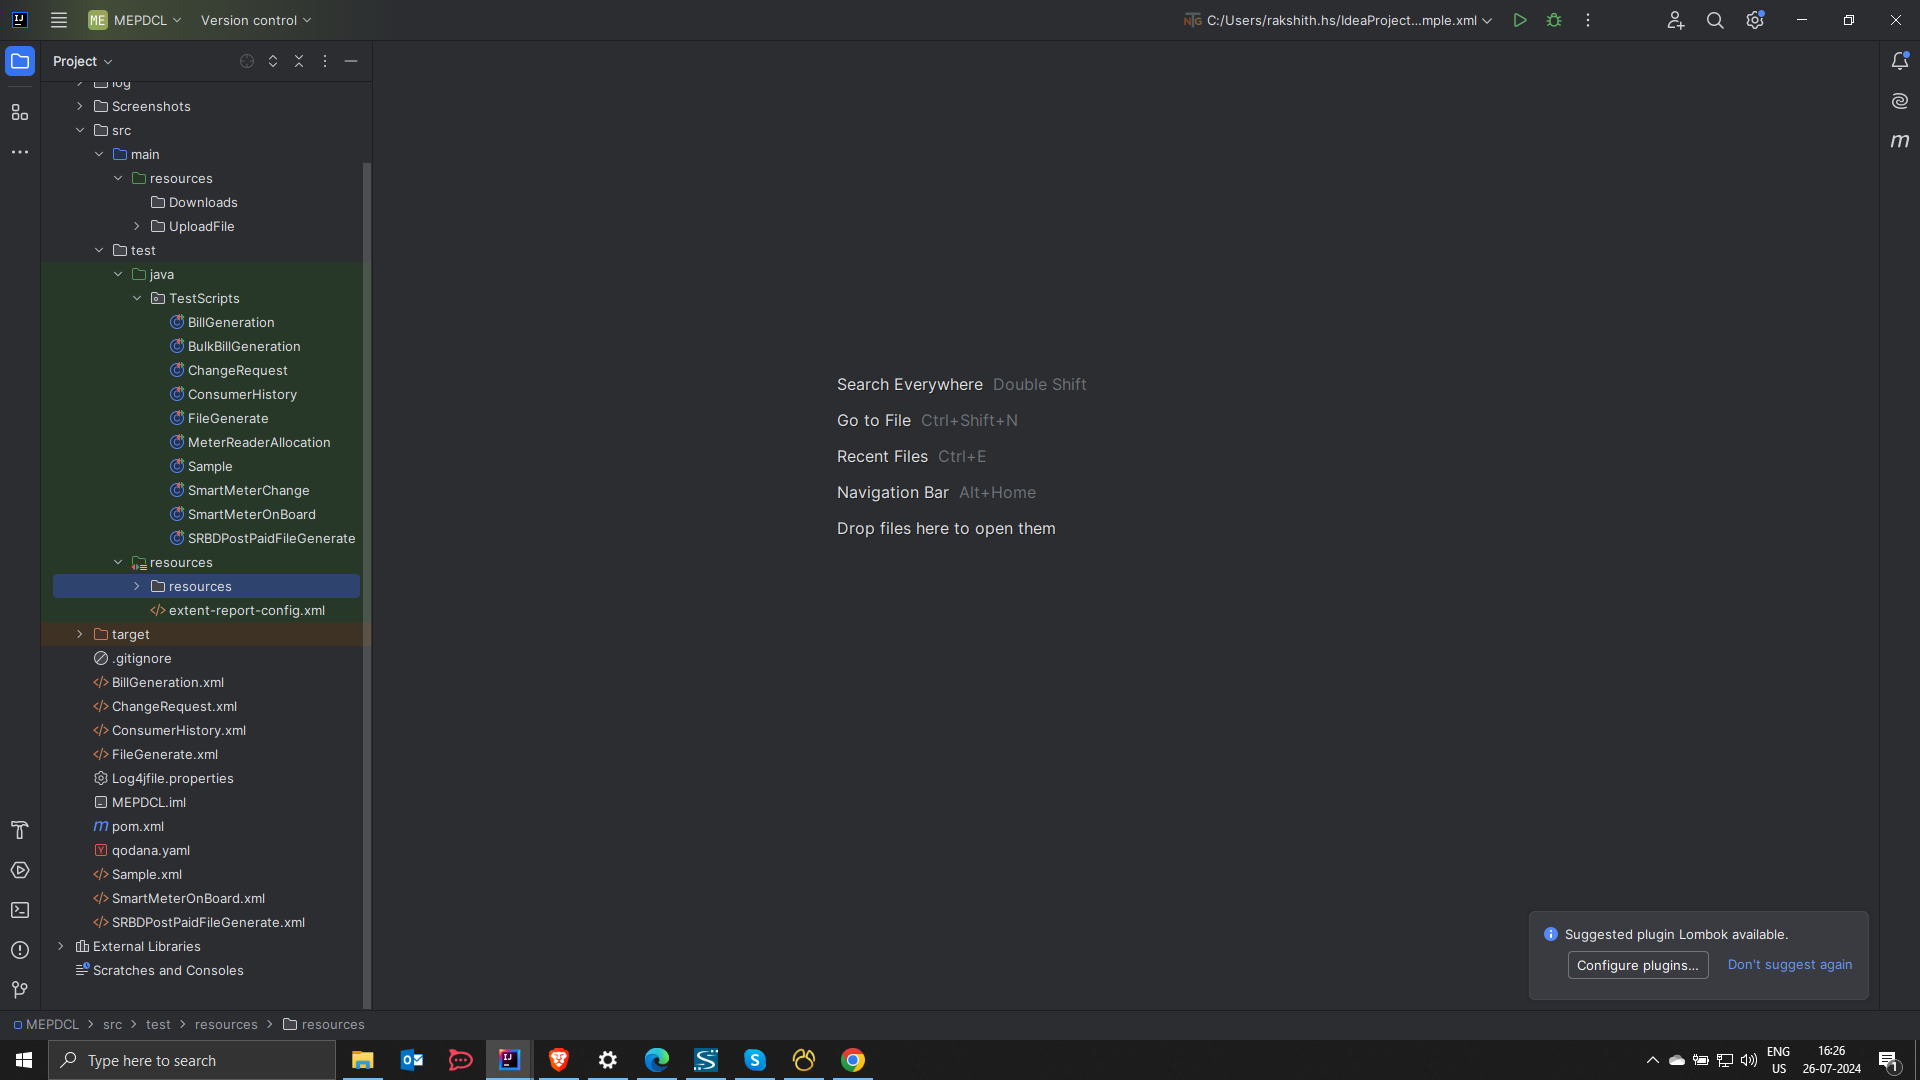 ME MEPDCL Version control C:/Users/rakshith.hs/IdeaProject...mple.xml
Project
log
Screenshots
src
main
resources
Downloads
UploadFile
test
java
TestScripts
BillGeneration
BulkBillGeneration
ChangeRequest
ConsumerHistory
FileGenerate
MeterReaderAllocation
Sample
SmartMeterChange
SmartMeterOnBoard
SRBDPostPaidFileGenerate
resources
resources
extent-report-config.xml
target
.gitignore
BillGeneration.xml
ChangeRequest.xml
ConsumerHistory.xml
FileGenerate.xml
Log4jfile.properties
MEPDCL.iml
pom.xml
qodana.yaml
Sample.xml
SmartMeterOnBoard.xml
SRBDPostPaidFileGenerate.xml
External Libraries
Scratches and Consoles
Search Everywhere Double Shift
Go to File Ctrl+Shift+N
Recent Files Ctrl+E
Navigation Bar Alt+Home
Drop files here to open them
Suggested plugin Lombok available.
Configure plugins... Don't suggest again
MEPDCL > src > test > resources > resources
Type here to search
ENG
US
16:26
26-07-2024
1